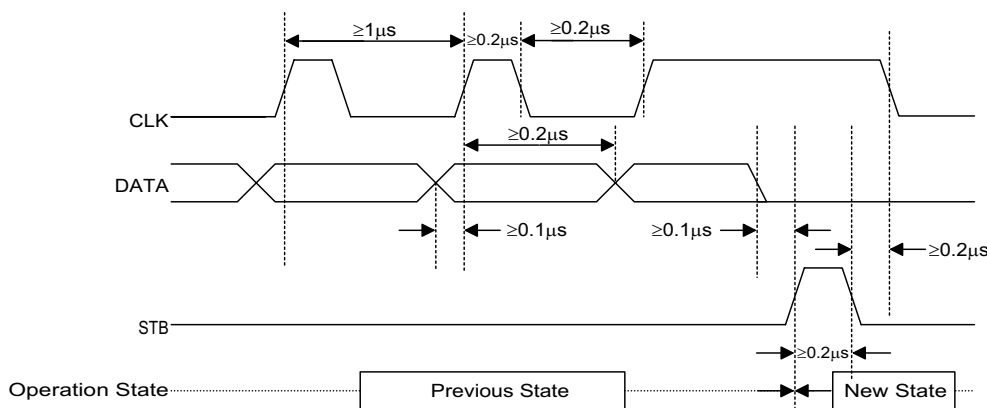 ≥1μs
≥0.2μs
≥0.2μs
CLK
≥0.2μs
DATA
≥0.1μs
≥0.1μs
≥0.2μs
STB
≥0.2μs
Operation State
Previous State
New State